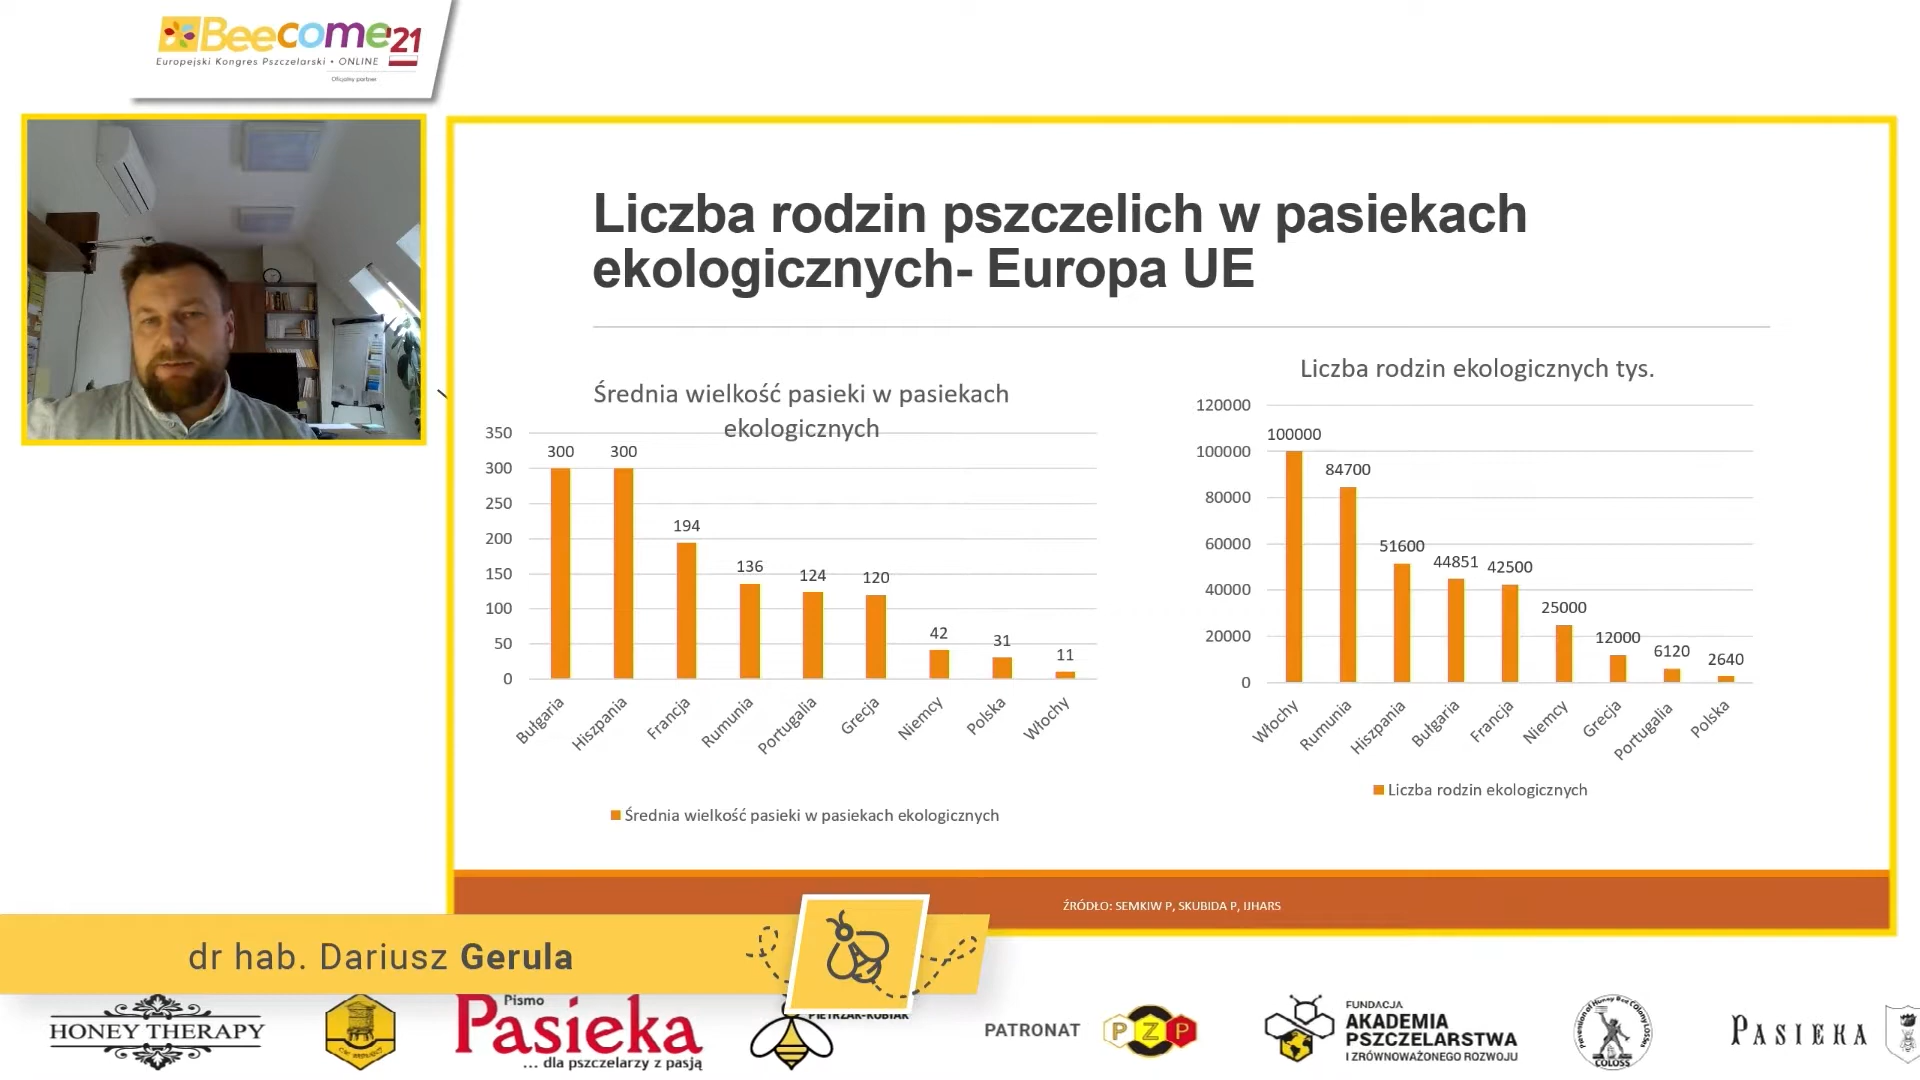 Beecome'21
Europejski Kongres Pszczelarski • ONLINE
Oficjalny partner
Liczba rodzin pszczelich w pasiekach
ekologicznych- Europa UE
Średnia wielkość pasieki w pasiekach
ekologicznych
350
300
250
200
150
100
50
0
300
300
194
136
124
120
42
31
11
Bułgaria
Hiszpania
Francja
Rumunia
Portugalia
Grecja
Niemcy
Polska
Włochy
Średnia wielkość pasieki w pasiekach ekologicznych
Liczba rodzin ekologicznych tys.
120000
100000
80000
60000
40000
20000
0
100000
84700
51600
44851
42500
25000
12000
6120
2640
Włochy
Rumunia
Hiszpania
Bułgaria
Francja
Niemcy
Grecja
Portugalia
Polska
Liczba rodzin ekologicznych
ŹRÓDŁO: SEMKIW P, SKUBIDA P, IJHARS
dr hab. Dariusz Gerula
HONEY THERAPY
Pismo
Pasieka
... dla pszczelarzy z pasją
PIETRZAK-KUBIAK
PATRONAT
PZP
FUNDACJA
AKADEMIA
PSZCZELARSTWA
I ZRÓWNOWAŻONEGO ROZWOJU
COLOSS
PASIEKA